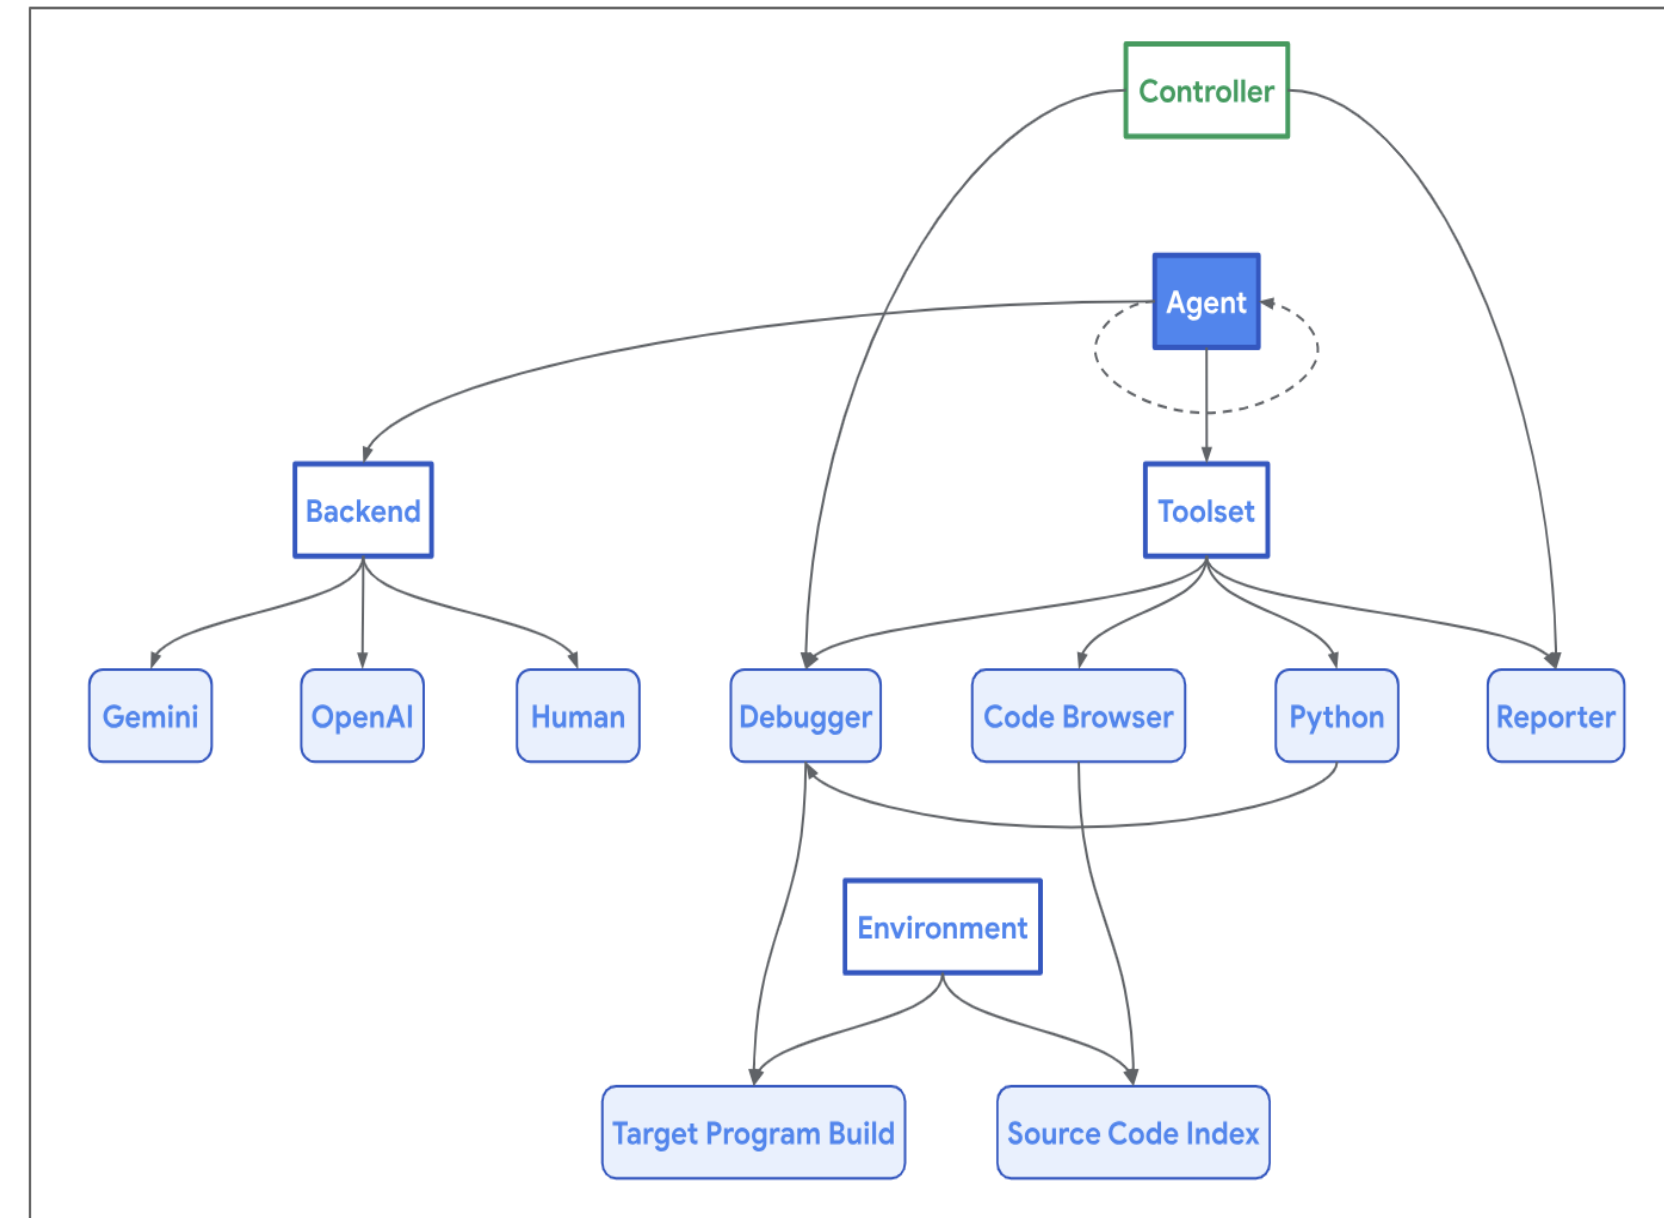 Controller
Agent
Backend
Toolset
Gemini
OpenAI
Human
Debugger
Code Browser
Python
Reporter
Environment
Target Program Build
Source Code Index